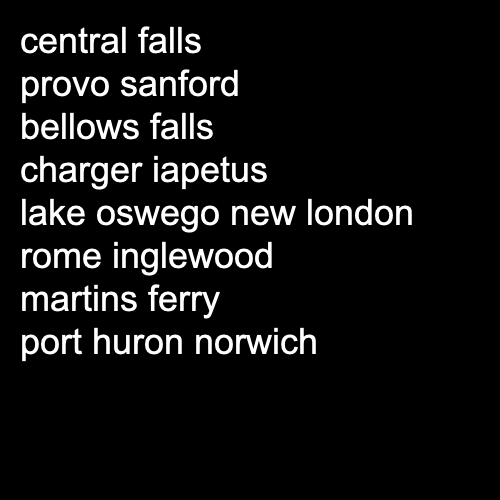 central falls
provo sanford
bellows falls
charger iapetus
lake oswego new london
rome inglewood
martins ferry
port huron norwich